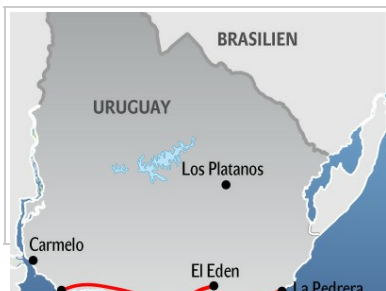 BRASILIEN
URUGUAY
Los Platanos
Carmelo
El Eden
La Pedrera